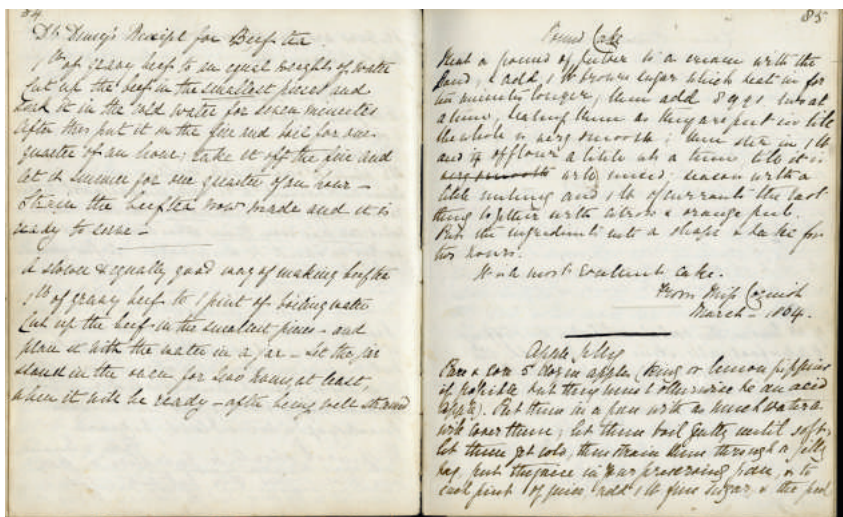 84
Receipt for Beef tea
1 lb of gravy beef to an equal weight of water
Cut up the beef in the smallest pieces and
soak it in the cold water for seven minutes
after this put it on the fire and boil for one
quarter of an hour; take it off the fire and
let it simmer for one quarter of an hour –
Strain the beeftea now made and it is
ready to serve –
A slower & equally good way of making beeftea
1 lb of gravy beef to 1 pint of boiling water
Cut up the beef in the smallest pieces – and
place it with the water in a jar – Let the jar
stand in the oven for two hours, at least,
when it will be ready – after being well strained
85
Pound Cake
Beat a pound of butter to a cream with the
hand, & add 1 lb brown sugar which beat in for
ten minutes longer, then add 8 eggs two at
a time, beating them as they are put in till
the whole is very smooth; then stir in 1 lb
and ¼ of flour a little at a time till it is
very smooth well mixed; season with a
little nutmeg and 1 lb of currants the last
thing together with citron & orange peel.
Put the ingredients into a shape & bake for
two hours.
It is a most excellent cake.
From Miss Cornish
March – 1864.
Apple Jelly
Pare & core 5 dozen apples (king or lemon pippins
if possible but they must otherwise be an acid
apple). Put them in a pan with as much water as
will cover them, let them boil gently until soft.
let them get cold, then strain them through a jelly
bag, put the juice in your preserving pan, & to
each pint of juice, add 1 lb fine sugar, & the peel